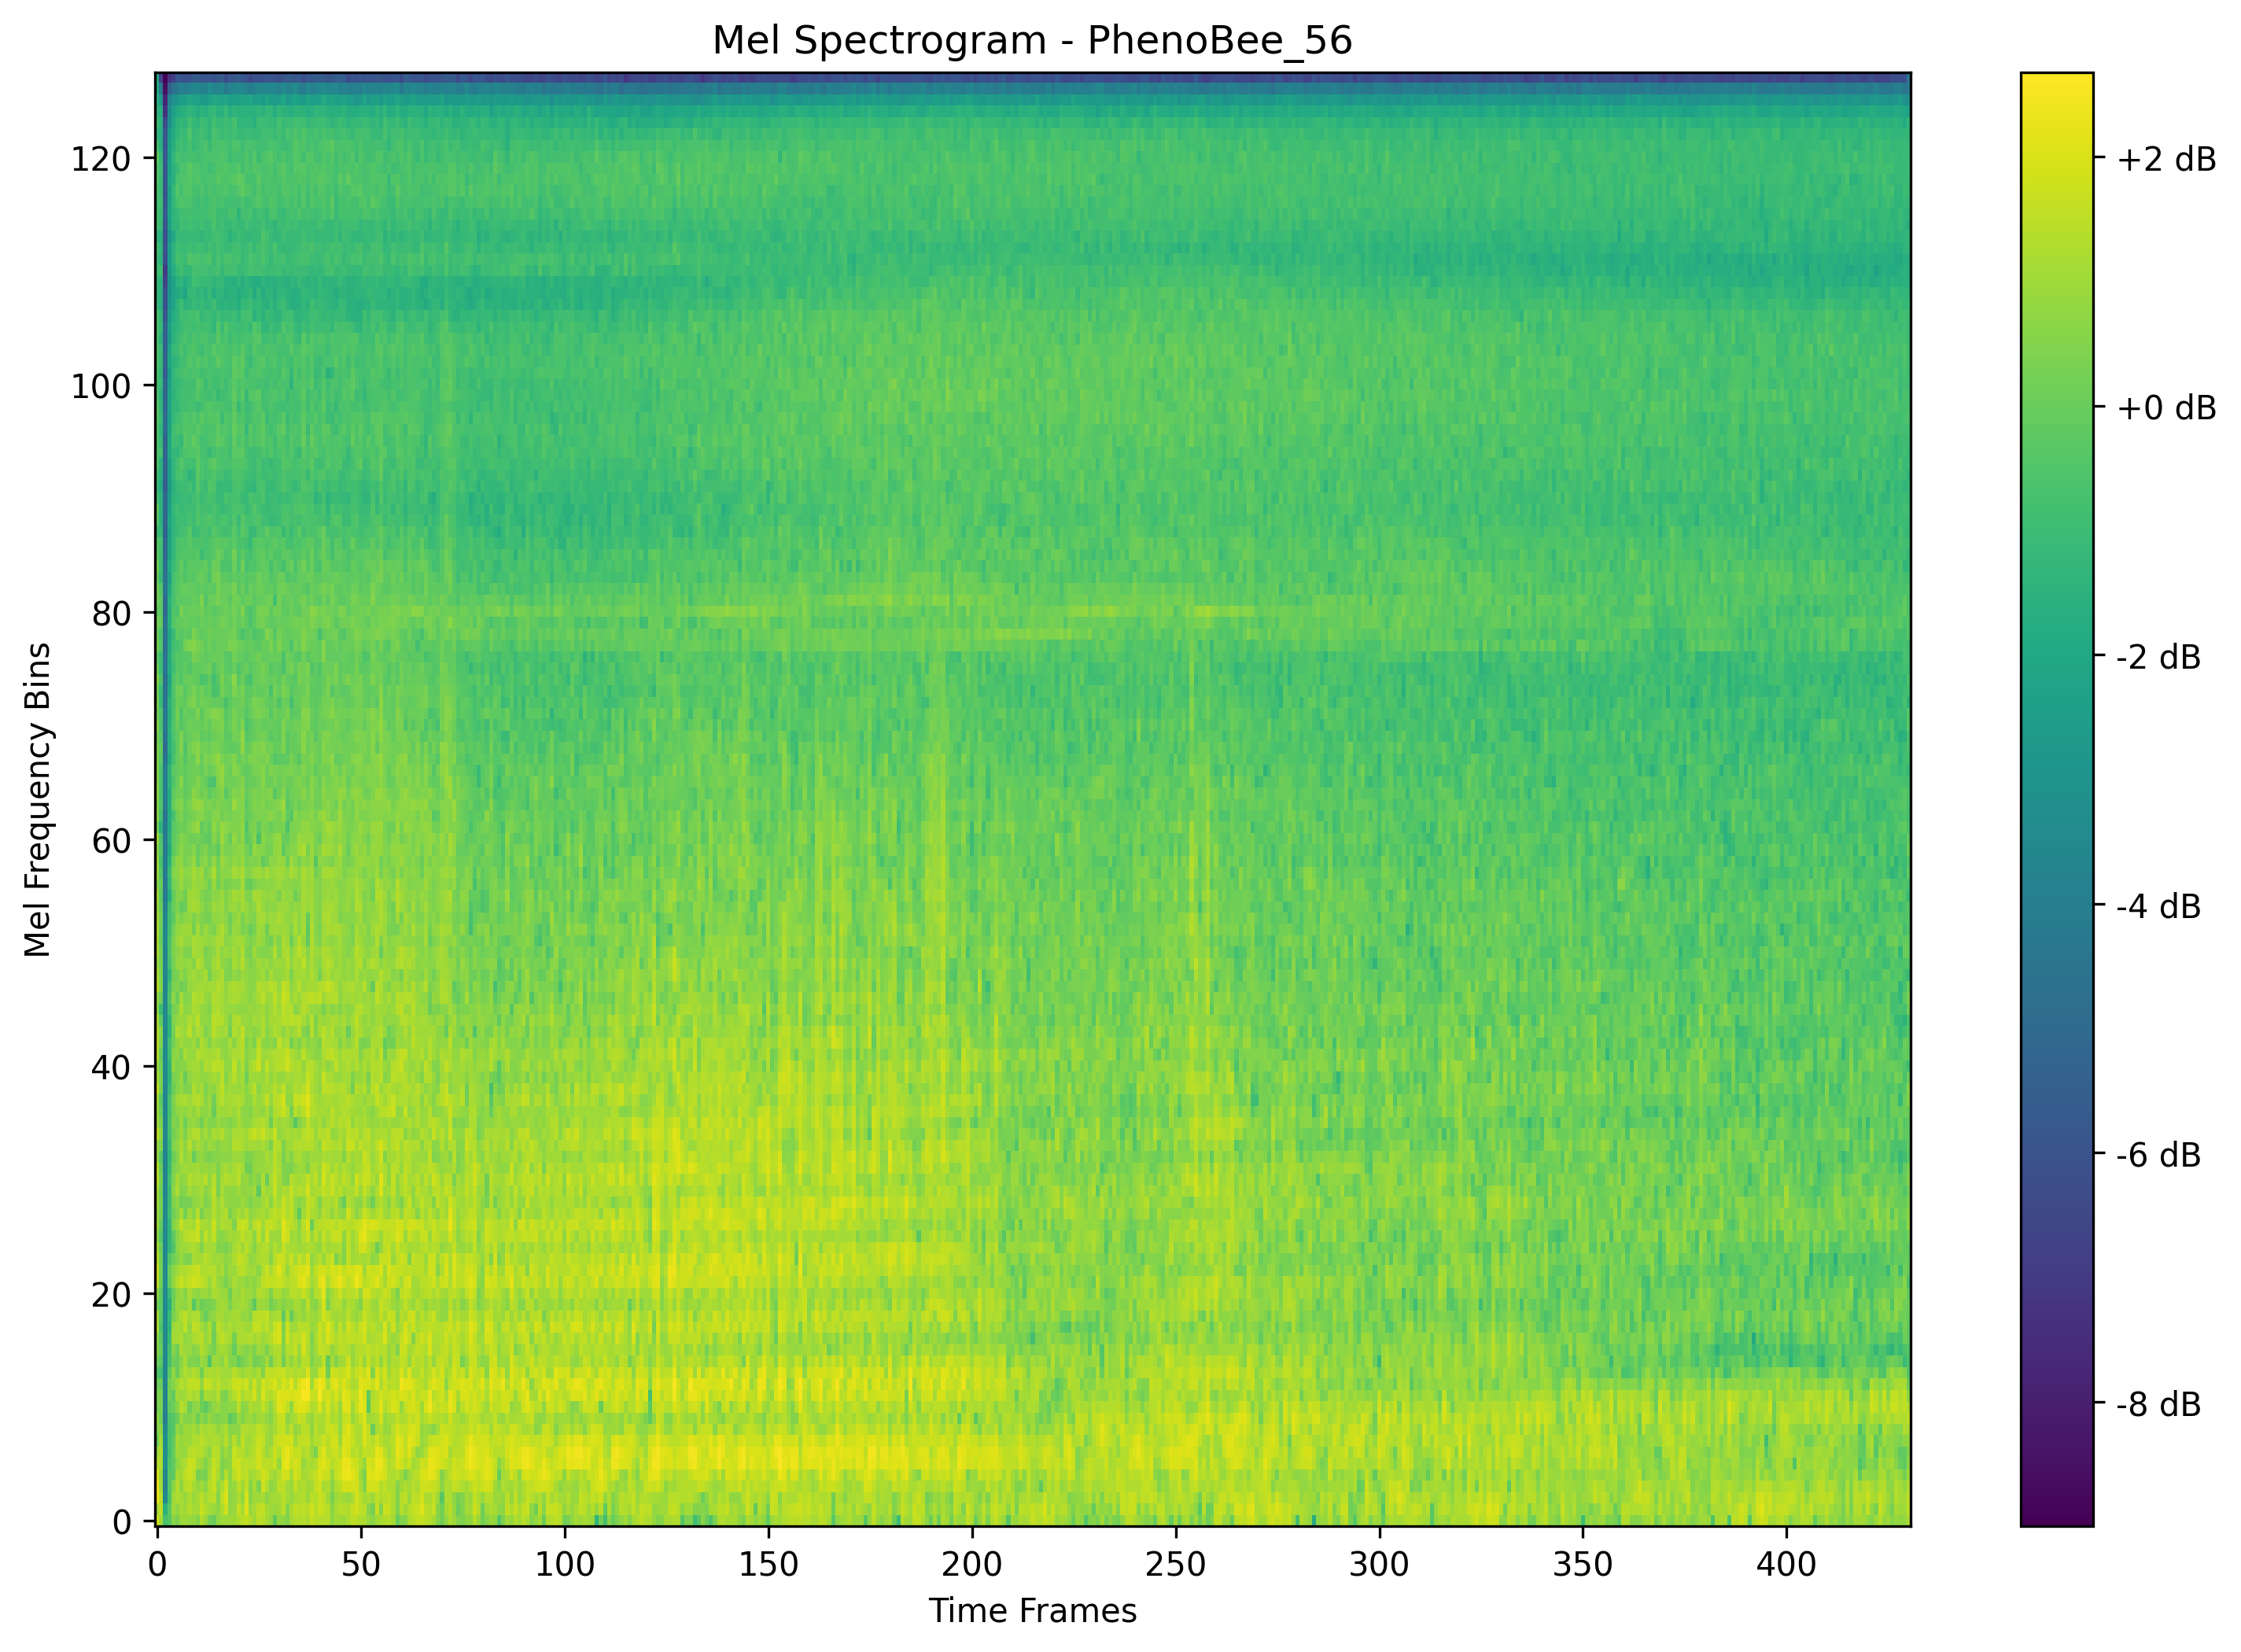 Mel Spectrogram - PhenoBee_56
Mel Frequency Bins
120
100
80
60
40
20
0
0 50 100 150 200 250 300 350 400
Time Frames
+2 dB
+0 dB
-2 dB
-4 dB
-6 dB
-8 dB